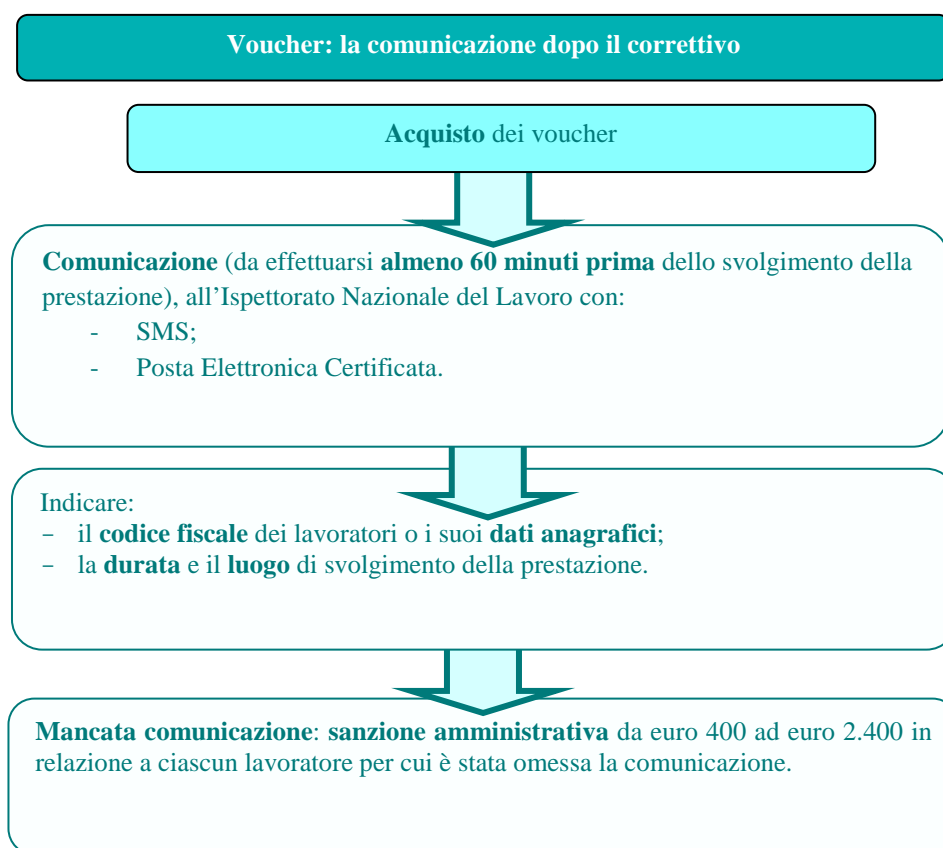 Voucher: la comunicazione dopo il correttivo
Acquisto dei voucher
Comunicazione (da effettuarsi almeno 60 minuti prima dello svolgimento della
prestazione), all’Ispettorato Nazionale del Lavoro con:
- SMS;
- Posta Elettronica Certificata.
Indicare:
– il codice fiscale dei lavoratori o i suoi dati anagrafici;
– la durata e il luogo di svolgimento della prestazione.
Mancata comunicazione: sanzione amministrativa da euro 400 ad euro 2.400 in
relazione a ciascun lavoratore per cui è stata omessa la comunicazione.